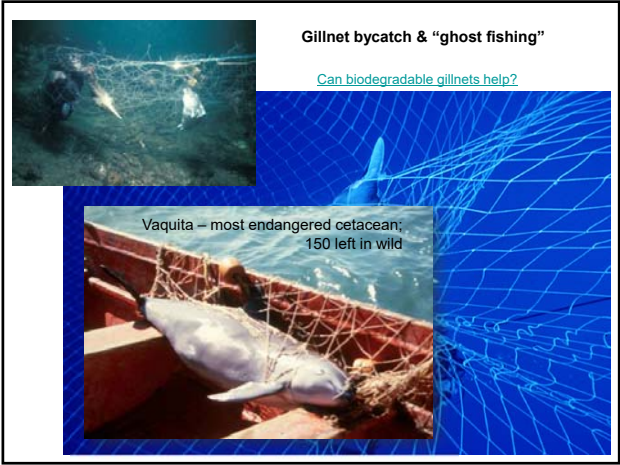 Gillnet bycatch & “ghost fishing”
Can biodegradable gillnets help?
Vaquita – most endangered cetacean;
150 left in wild